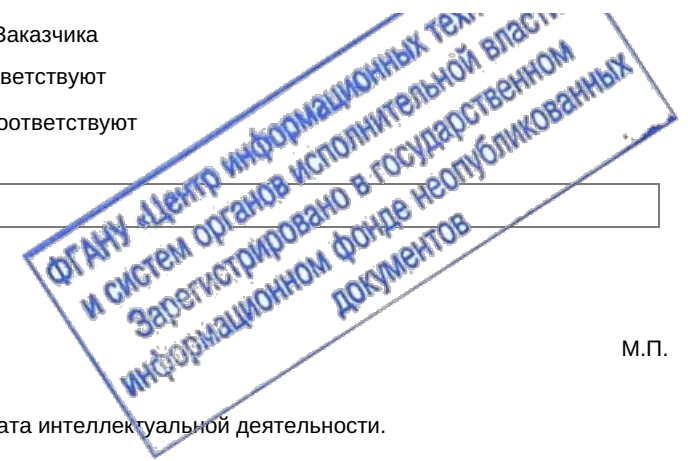 Заказчика
ветствуют
оответствуют
ФГАНУ «Центр информационных техн
и систем органов исполнительной власти
Зарегистрировано в государственном
информационном фонде неопубликованных
документов
М.П.
ата интеллектуальной деятельности.